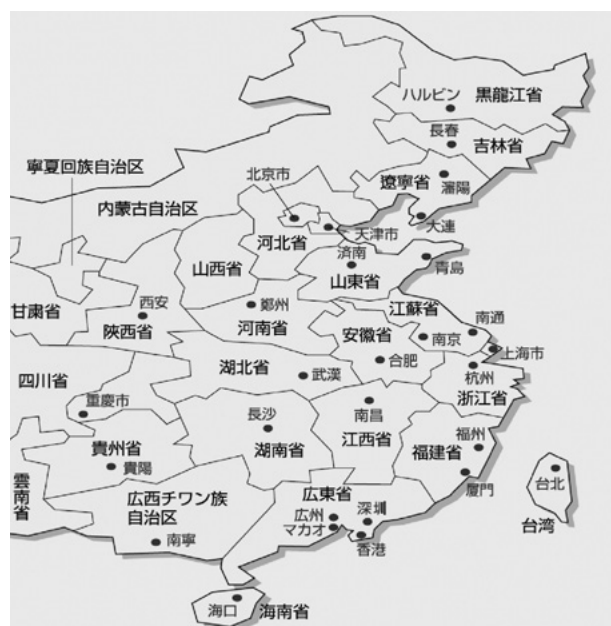 ハルビン
黒龍江省
長春
吉林省
寧夏回族自治区
北京市
遼寧省
瀋陽
内蒙古自治区
大連
天津市
河北省
済南
山西省
山東省
青島
甘粛省
西安
鄭州
江蘇省
陝西省
河南省
安徽省
南通
南京
上海市
四川省
湖北省
武漢
合肥
杭州
浙江省
重慶市
長沙
南昌
貴州省
湖南省
江西省
福州
福建省
貴陽
雲南省
広西チワン族
自治区
広東省
厦門
台北
広州
深圳
マカオ
台湾
南寧
香港
海口
海南省